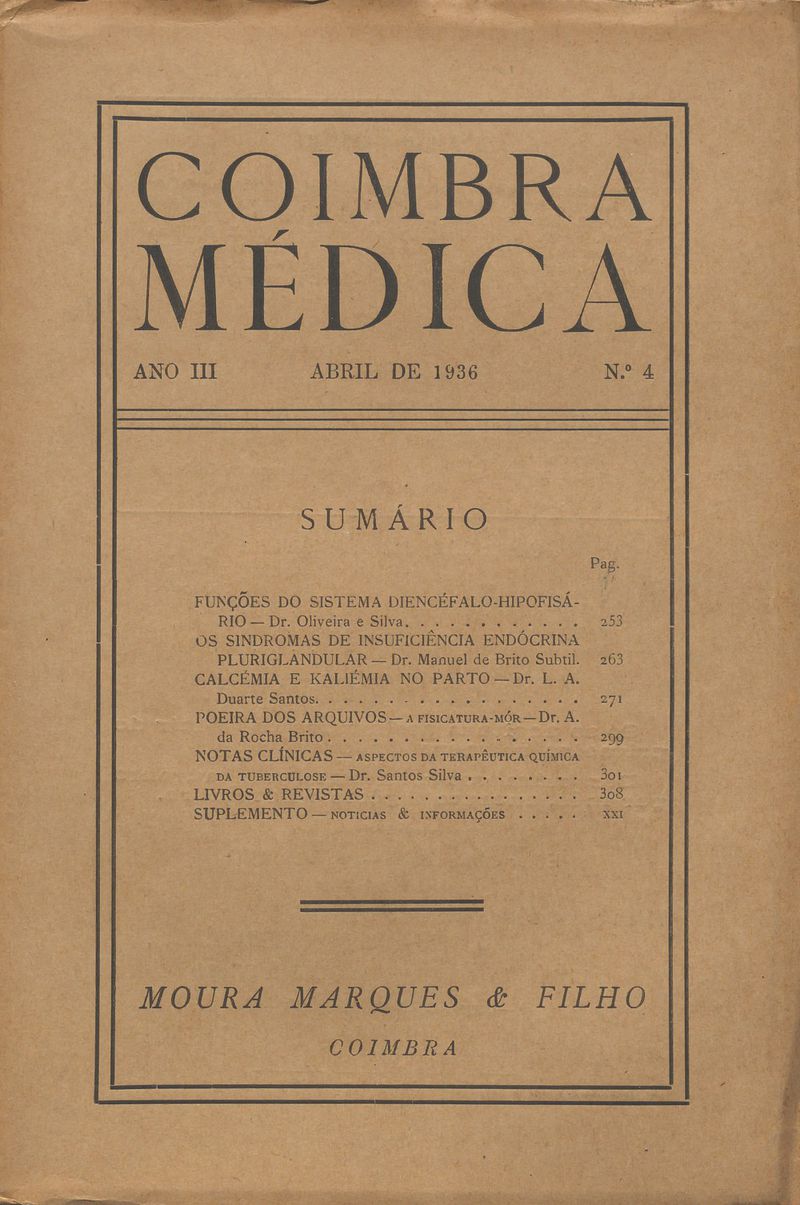 COIMBRA
MÉDICA
ANO III ABRIL DE 1936 N.º 4
SUMÁRIO
Pag.
FUNÇÕES DO SISTEMA DIENCÉFALO-HIPOFISÁ-
RIO — Dr. Oliveira e Silva. . . . . . . . . . . . 253
OS SINDROMAS DE INSUFICIÊNCIA ENDÓCRINA
PLURIGLANDULAR — Dr. Manuel de Brito Subtil. 263
CALCÉMIA E KALIÉMIA NO PARTO — Dr. L. A.
Duarte Santos. . . . . . . . . . . . . . . . . . 271
POEIRA DOS ARQUIVOS — A FISICATURA-MÓR — Dr. A.
da Rocha Brito . . . . . . . . . . . . . . . . . 299
NOTAS CLÍNICAS — ASPECTOS DA TERAPÊUTICA QUÍMICA
DA TUBERCULOSE — Dr. Santos Silva . . . . . . . . 301
LIVROS & REVISTAS . . . . . . . . . . . . . . . . 308
SUPLEMENTO — NOTICIAS & INFORMAÇÕES . . . . . XXI
MOURA MARQUES & FILHO
COIMBRA